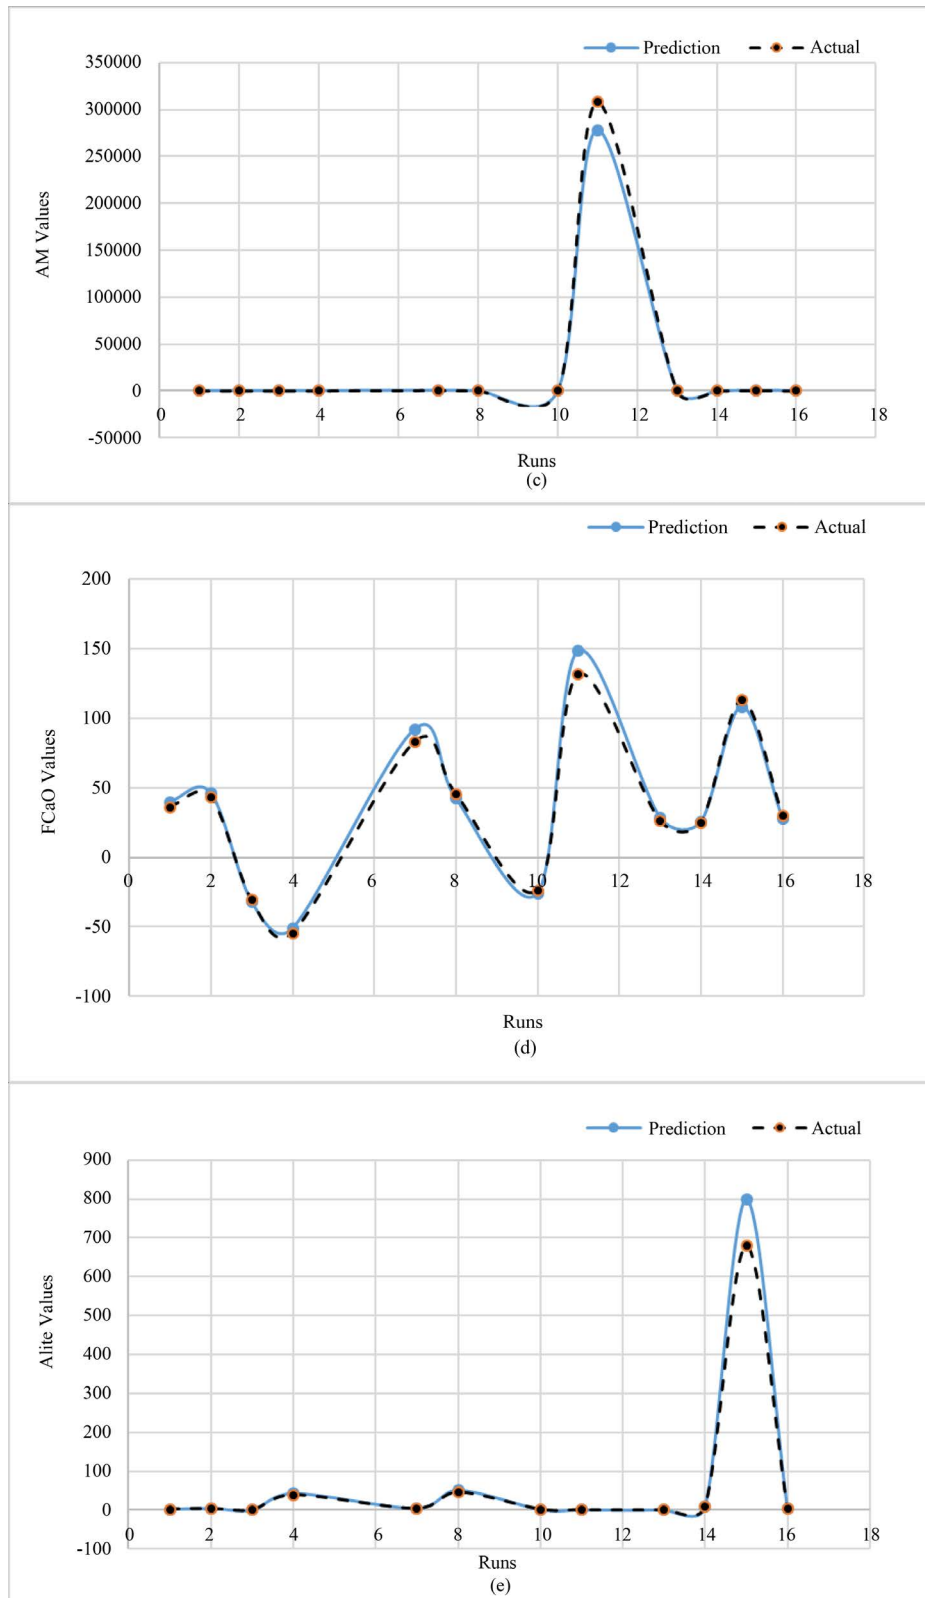 Prediction Actual
350000
300000
250000
200000
150000
100000
50000
0
-50000
AM Values
0 2 4 6 8 10 12 14 16 18
Runs
(c)
Prediction Actual
200
150
100
50
0
-50
-100
FCaO Values
0 2 4 6 8 10 12 14 16 18
Runs
(d)
Prediction Actual
900
800
700
600
500
400
300
200
100
0
-100
Alite Values
0 2 4 6 8 10 12 14 16 18
Runs
(e)